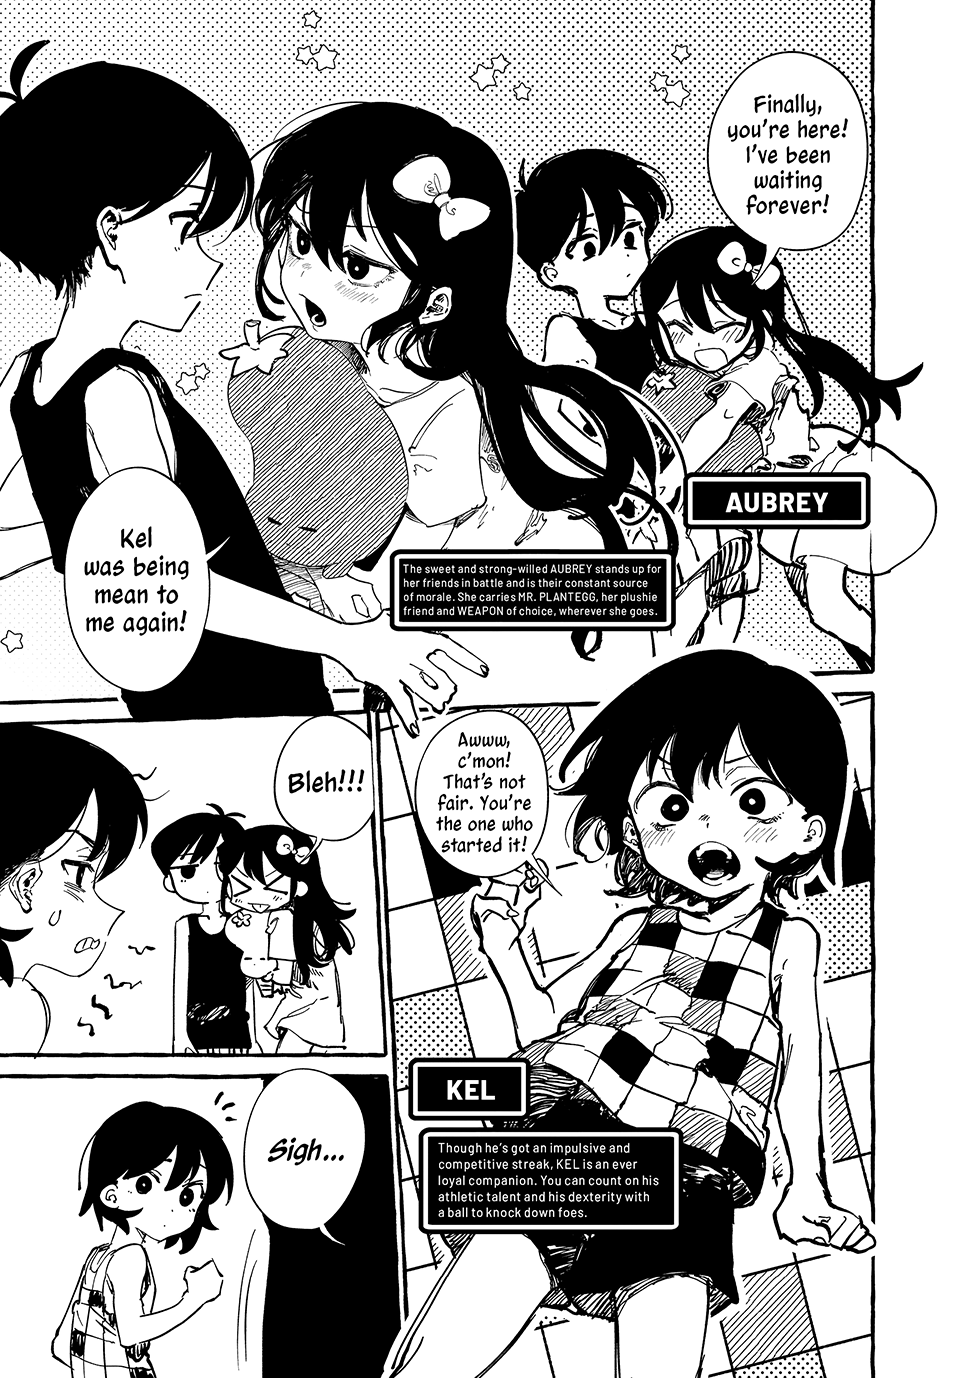 Finally,
you're here!
I've been
waiting
forever!
AUBREY
The sweet and strong-willed AUBREY stands up for
her friends in battle and is their constant source
of morale. She carries MR. PLANTEGG, her plushie
friend and WEAPON of choice, wherever she goes.
Kel
was being
mean to
me again!
Awww,
c'mon!
That's not
fair. You're
the one who
started it!
KEL
Though he's got an impulsive and
competitive streak, KEL is an ever
loyal companion. You can count on his
athletic talent and his dexterity with
a ball to knock down foes.
Bleh!!!
Sigh...